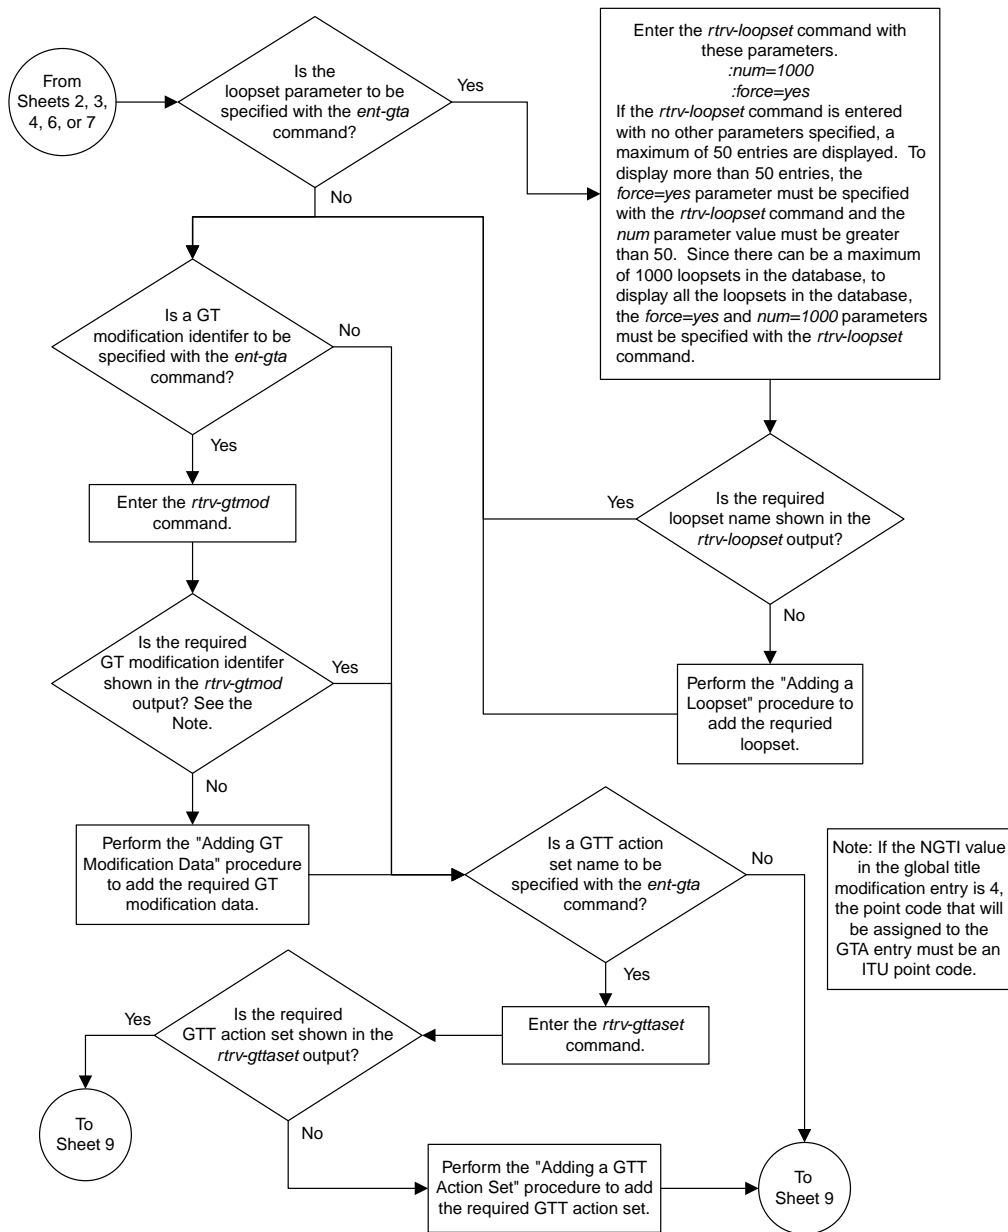 From
Sheets 2, 3,
4, 6, or 7
Is the
loopset parameter to be
specified with the ent-gta
command?
Yes
No
Enter the rtrv-loopset command with
these parameters.
:num=1000
:force=yes
If the rtrv-loopset command is entered
with no other parameters specified, a
maximum of 50 entries are displayed. To
display more than 50 entries, the
force=yes parameter must be specified
with the rtrv-loopset command and the
num parameter value must be greater
than 50. Since there can be a maximum
of 1000 loopsets in the database, to
display all the loopsets in the database,
the force=yes and num=1000 parameters
must be specified with the rtrv-loopset
command.
Is a GT
modification identifer to be
specified with the ent-gta
command?
No
Yes
Enter the rtrv-gtmod
command.
Is the required
loopset name shown in the
rtrv-loopset output?
Yes
No
Is the required
GT modification identifer
shown in the rtrv-gtmod
output? See the
Note.
Yes
No
Perform the "Adding a
Loopset" procedure to
add the requried
loopset.
Perform the "Adding GT
Modification Data" procedure
to add the required GT
modification data.
Is a GTT action
set name to be
specified with the ent-gta
command?
No
Yes
Note: If the NGTI value
in the global title
modification entry is 4,
the point code that will
be assigned to the
GTA entry must be an
ITU point code.
Enter the rtrv-gttaset
command.
Is the required
GTT action set shown in the
rtrv-gttaset output?
Yes
No
To
Sheet 9
Perform the "Adding a GTT
Action Set" procedure to add
the required GTT action set.
To
Sheet 9